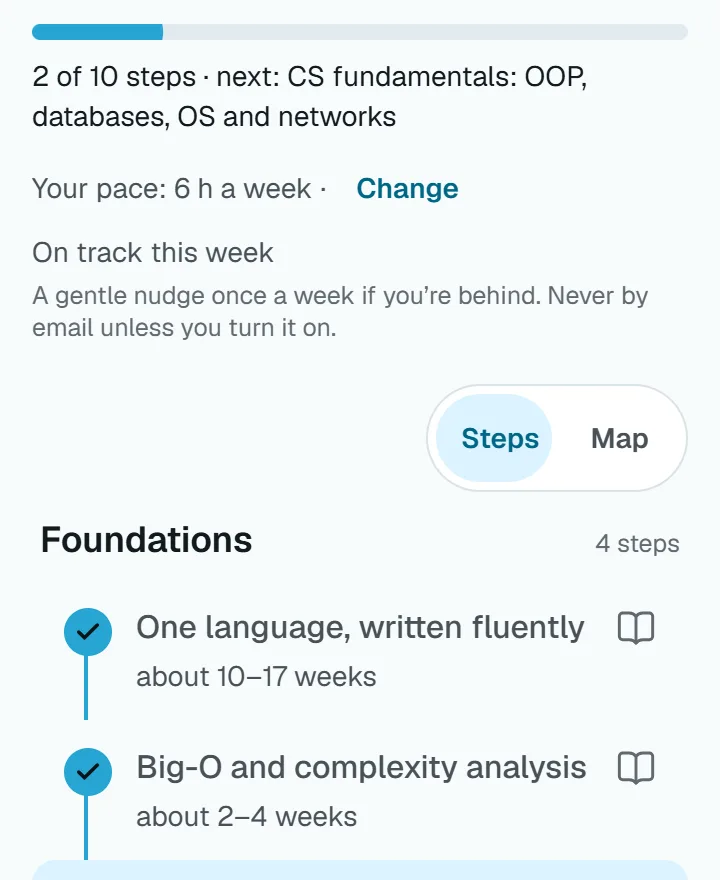 2 of 10 steps · next: CS fundamentals: OOP,
databases, OS and networks
Your pace: 6 h a week · Change
On track this week
A gentle nudge once a week if you’re behind. Never by
email unless you turn it on.
Steps Map
Foundations 4 steps
One language, written fluently
about 10–17 weeks
Big-O and complexity analysis
about 2–4 weeks